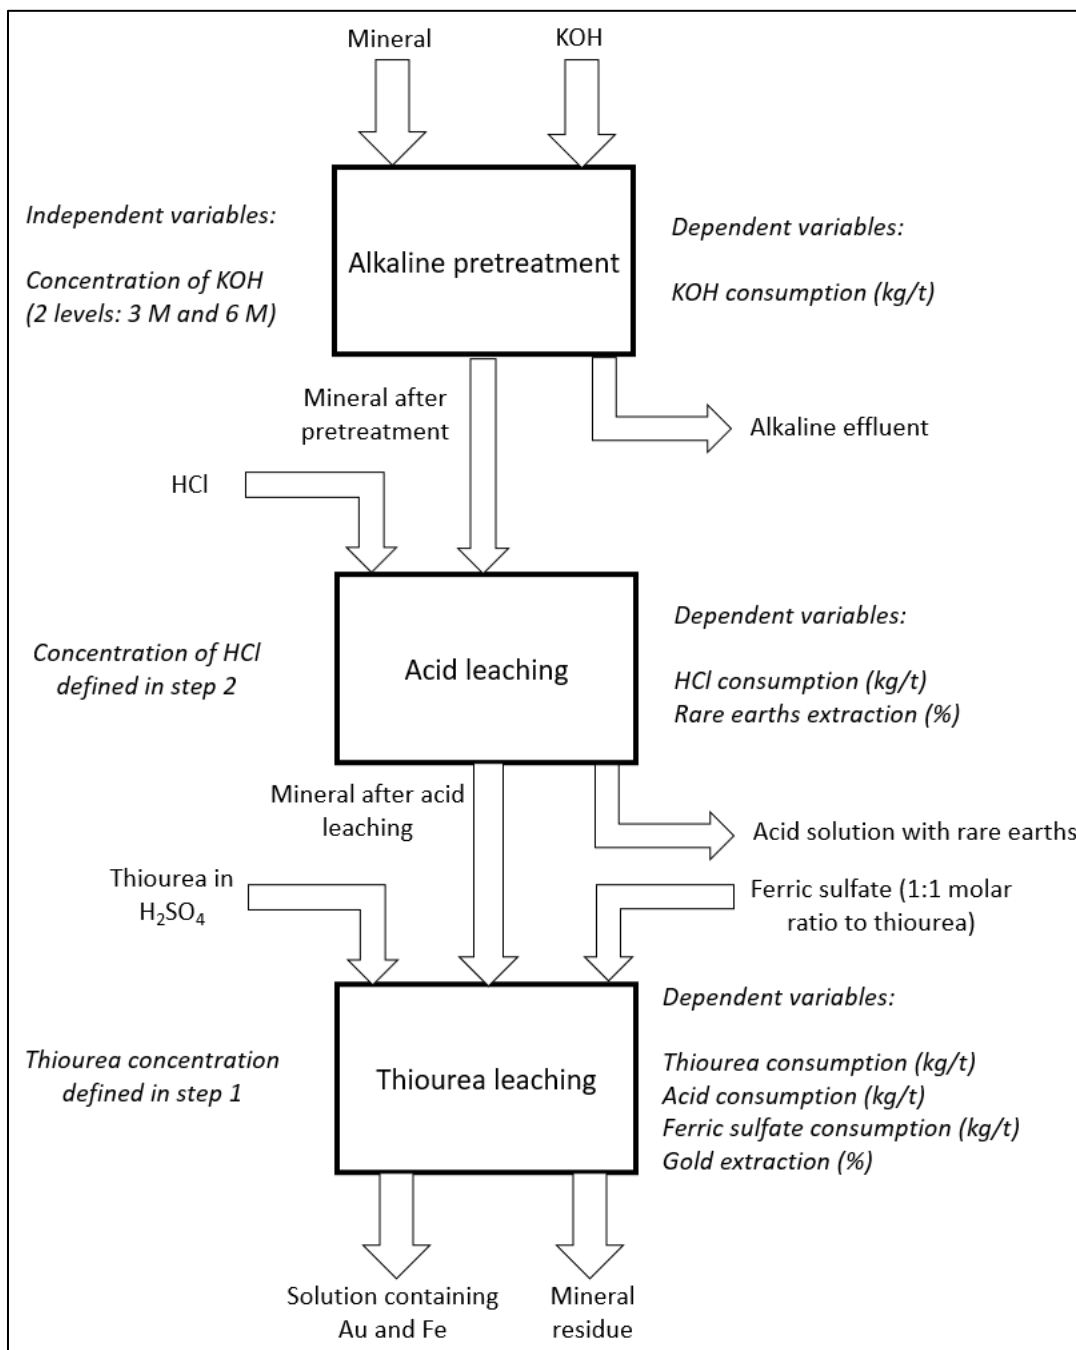 Mineral
KOH
Independent variables:
Concentration of KOH
(2 levels: 3 M and 6 M)
Alkaline pretreatment
Dependent variables:
KOH consumption (kg/t)
Mineral after
pretreatment
Alkaline effluent
HCl
Concentration of HCl
defined in step 2
Acid leaching
Dependent variables:
HCl consumption (kg/t)
Rare earths extraction (%)
Mineral after acid
leaching
Acid solution with rare earths
Thiourea in
H₂SO₄
Ferric sulfate (1:1 molar
ratio to thiourea)
Thiourea concentration
defined in step 1
Thiourea leaching
Dependent variables:
Thiourea consumption (kg/t)
Acid consumption (kg/t)
Ferric sulfate consumption (kg/t)
Gold extraction (%)
Solution containing
Au and Fe
Mineral
residue